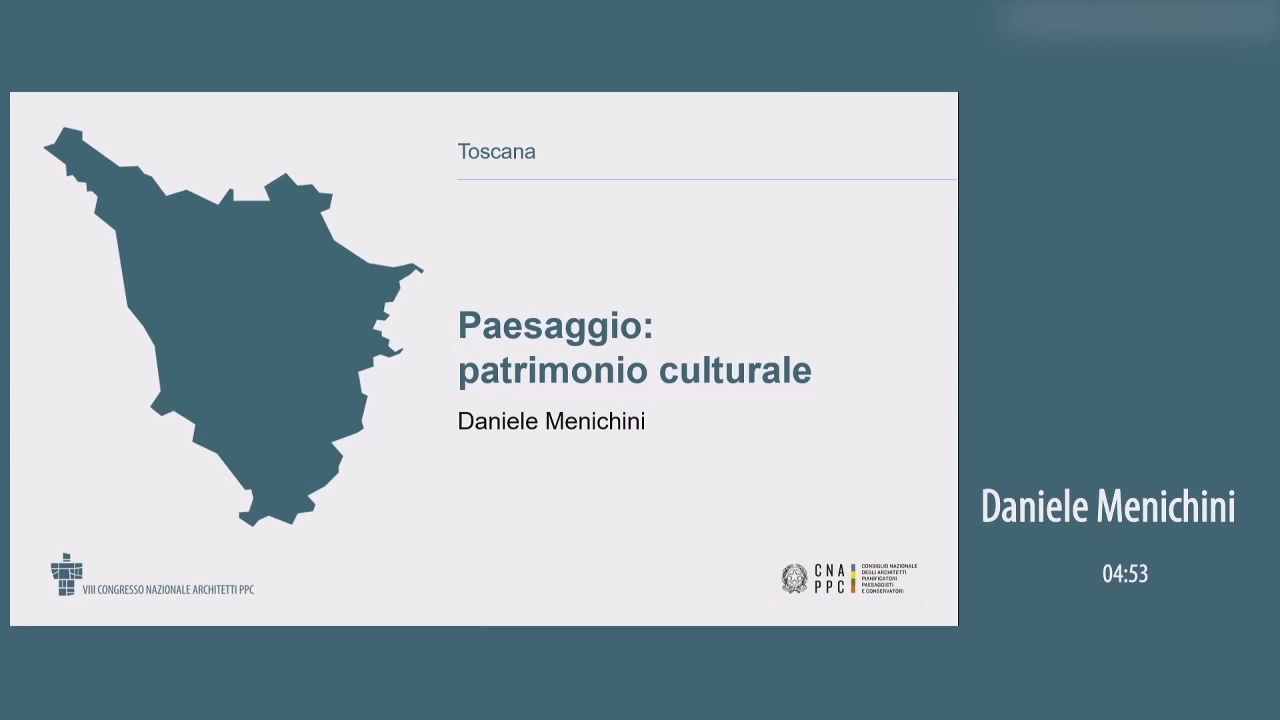 Toscana
Paesaggio:
patrimonio culturale
Daniele Menichini
VIII CONGRESSO NAZIONALE ARCHITETTI PPC
CNA
PPC
CONSIGLIO NAZIONALE
DEGLI ARCHITETTI
PIANIFICATORI
PAESAGGISTI
E CONSERVATORI
Daniele Menichini
04:53